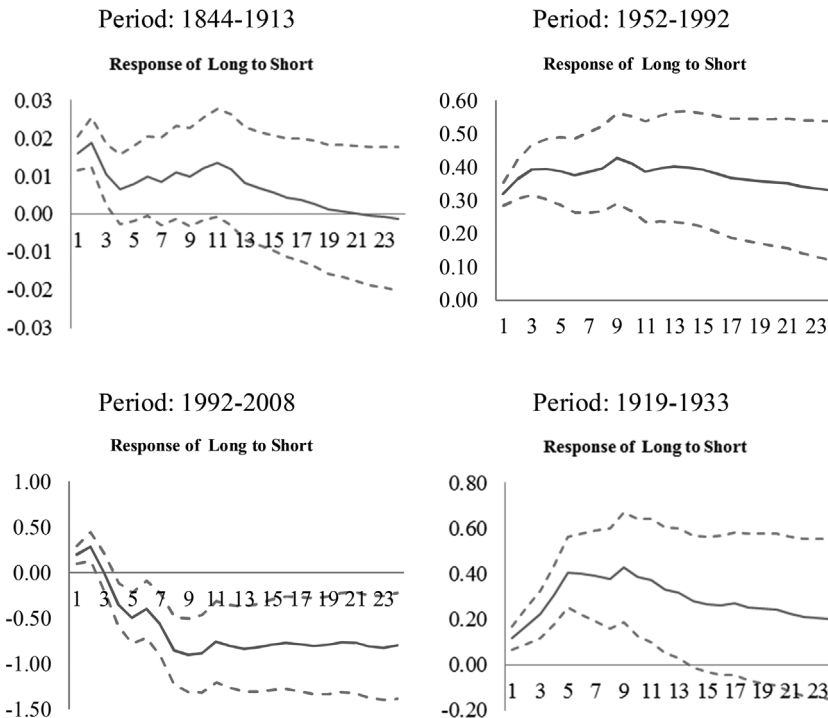 Period: 1844-1913
Response of Long to Short
0.03
0.02
0.01
0.00
-0.01
-0.02
-0.03
1 3 5 7 9 11 13 15 17 19 21 23
Period: 1952-1992
Response of Long to Short
0.60
0.50
0.40
0.30
0.20
0.10
0.00
1 3 5 7 9 11 13 15 17 19 21 23
Period: 1992-2008
Response of Long to Short
1.00
0.50
0.00
-0.50
-1.00
-1.50
1 3 5 7 9 11 13 15 17 19 21 23
Period: 1919-1933
Response of Long to Short
0.80
0.60
0.40
0.20
0.00
-0.20
1 3 5 7 9 11 13 15 17 19 21 23